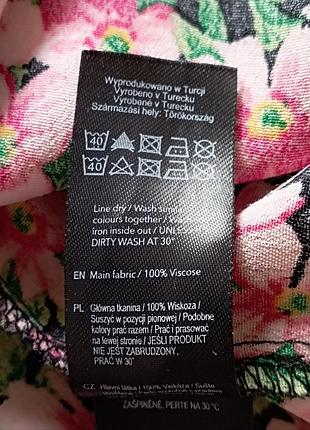 Wyprodukowano w Turcji
Vyrobeno v Turecku
Vyrobené v Turecku
Származási hely: Törökország
40
40
Line dry / Wash similar
colours together / Wash
iron inside out / UNLESS
DIRTY WASH AT 30°
EN Main fabric / 100% Viscose
PL Główna tkanina / 100% Wiskoza /
Suszyć w pozycji pionowej / Podobne
kolory prać razem / Prać i prasować
na lewej stronie / JEŚLI PRODUKT
NIE JEST ZABRUDZONY,
PRAĆ W 30°
CZ Hlavní látka / 100% Viskóza / Sušte
ZAŠPINĚNÉ, PERTE NA 30°C